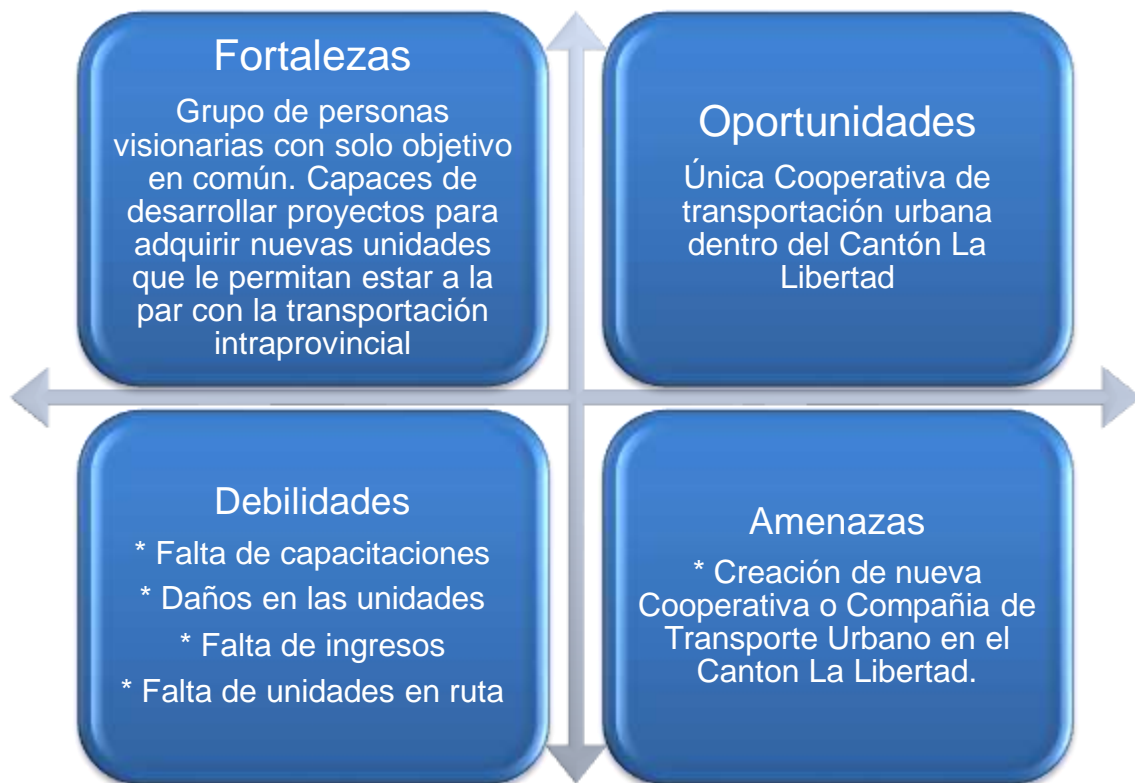 Fortalezas
Grupo de personas
visionarias con solo objetivo
en común. Capaces de
desarrollar proyectos para
adquirir nuevas unidades
que le permitan estar a la
par con la transportación
intraprovincial
Oportunidades
Única Cooperativa de
transportación urbana
dentro del Cantón La
Libertad
Debilidades
* Falta de capacitaciones
* Daños en las unidades
* Falta de ingresos
* Falta de unidades en ruta
Amenazas
* Creación de nueva
Cooperativa o Compañia de
Transporte Urbano en el
Canton La Libertad.